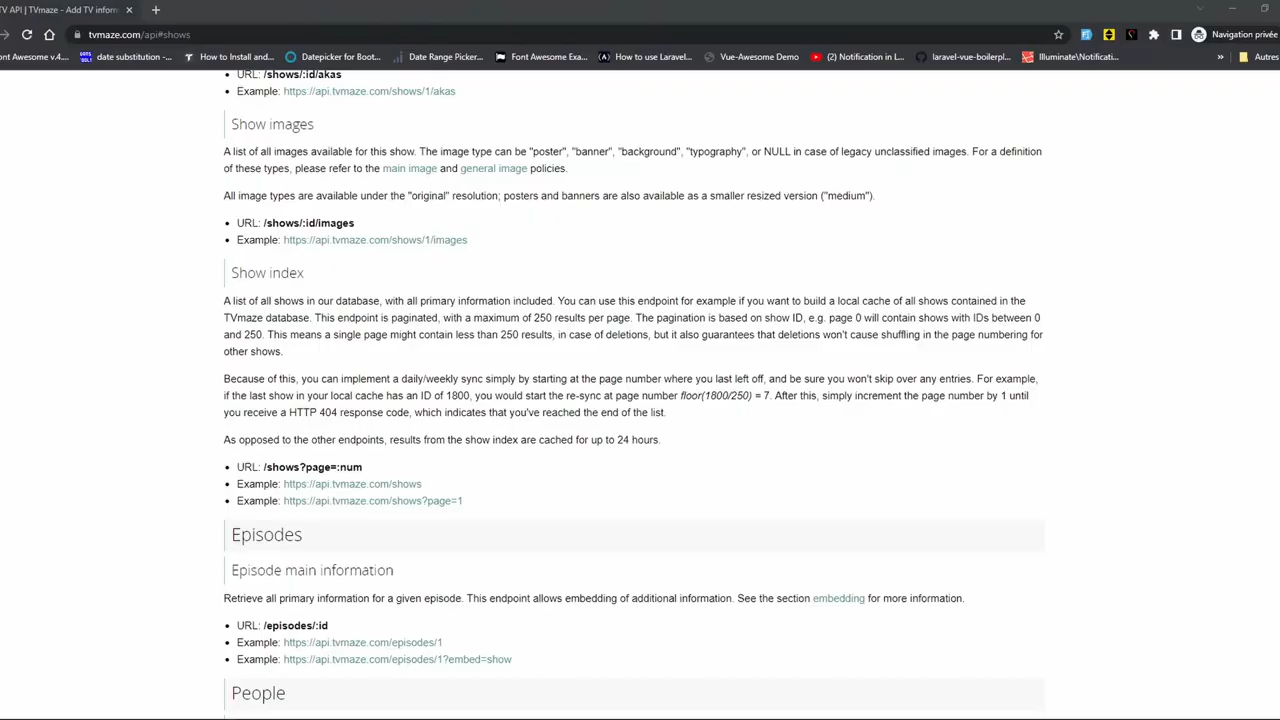 TV API | TVmaze - Add TV inform
tvmaze.com/api#shows
Navigation privée
ont Awesome v.4....
date substitution -...
How to Install and...
Datepicker for Boot...
Date Range Picker...
Font Awesome Exa...
How to use Laravel...
Vue-Awesome Demo
(2) Notification in L...
laravel-vue-boilerpl...
Illuminate\Notificati...
»
Autres
URL: /shows/:id/akas
Example: https://api.tvmaze.com/shows/1/akas
Show images
A list of all images available for this show. The image type can be "poster", "banner", "background", "typography", or NULL in case of legacy unclassified images. For a definition
of these types, please refer to the main image and general image policies.
All image types are available under the "original" resolution; posters and banners are also available as a smaller resized version ("medium").
URL: /shows/:id/images
Example: https://api.tvmaze.com/shows/1/images
Show index
A list of all shows in our database, with all primary information included. You can use this endpoint for example if you want to build a local cache of all shows contained in the
TVmaze database. This endpoint is paginated, with a maximum of 250 results per page. The pagination is based on show ID, e.g. page 0 will contain shows with IDs between 0
and 250. This means a single page might contain less than 250 results, in case of deletions, but it also guarantees that deletions won't cause shuffling in the page numbering for
other shows.
Because of this, you can implement a daily/weekly sync simply by starting at the page number where you last left off, and be sure you won't skip over any entries. For example,
if the last show in your local cache has an ID of 1800, you would start the re-sync at page number floor(1800/250) = 7. After this, simply increment the page number by 1 until
you receive a HTTP 404 response code, which indicates that you've reached the end of the list.
As opposed to the other endpoints, results from the show index are cached for up to 24 hours.
URL: /shows?page=:num
Example: https://api.tvmaze.com/shows
Example: https://api.tvmaze.com/shows?page=1
Episodes
Episode main information
Retrieve all primary information for a given episode. This endpoint allows embedding of additional information. See the section embedding for more information.
URL: /episodes/:id
Example: https://api.tvmaze.com/episodes/1
Example: https://api.tvmaze.com/episodes/1?embed=show
People